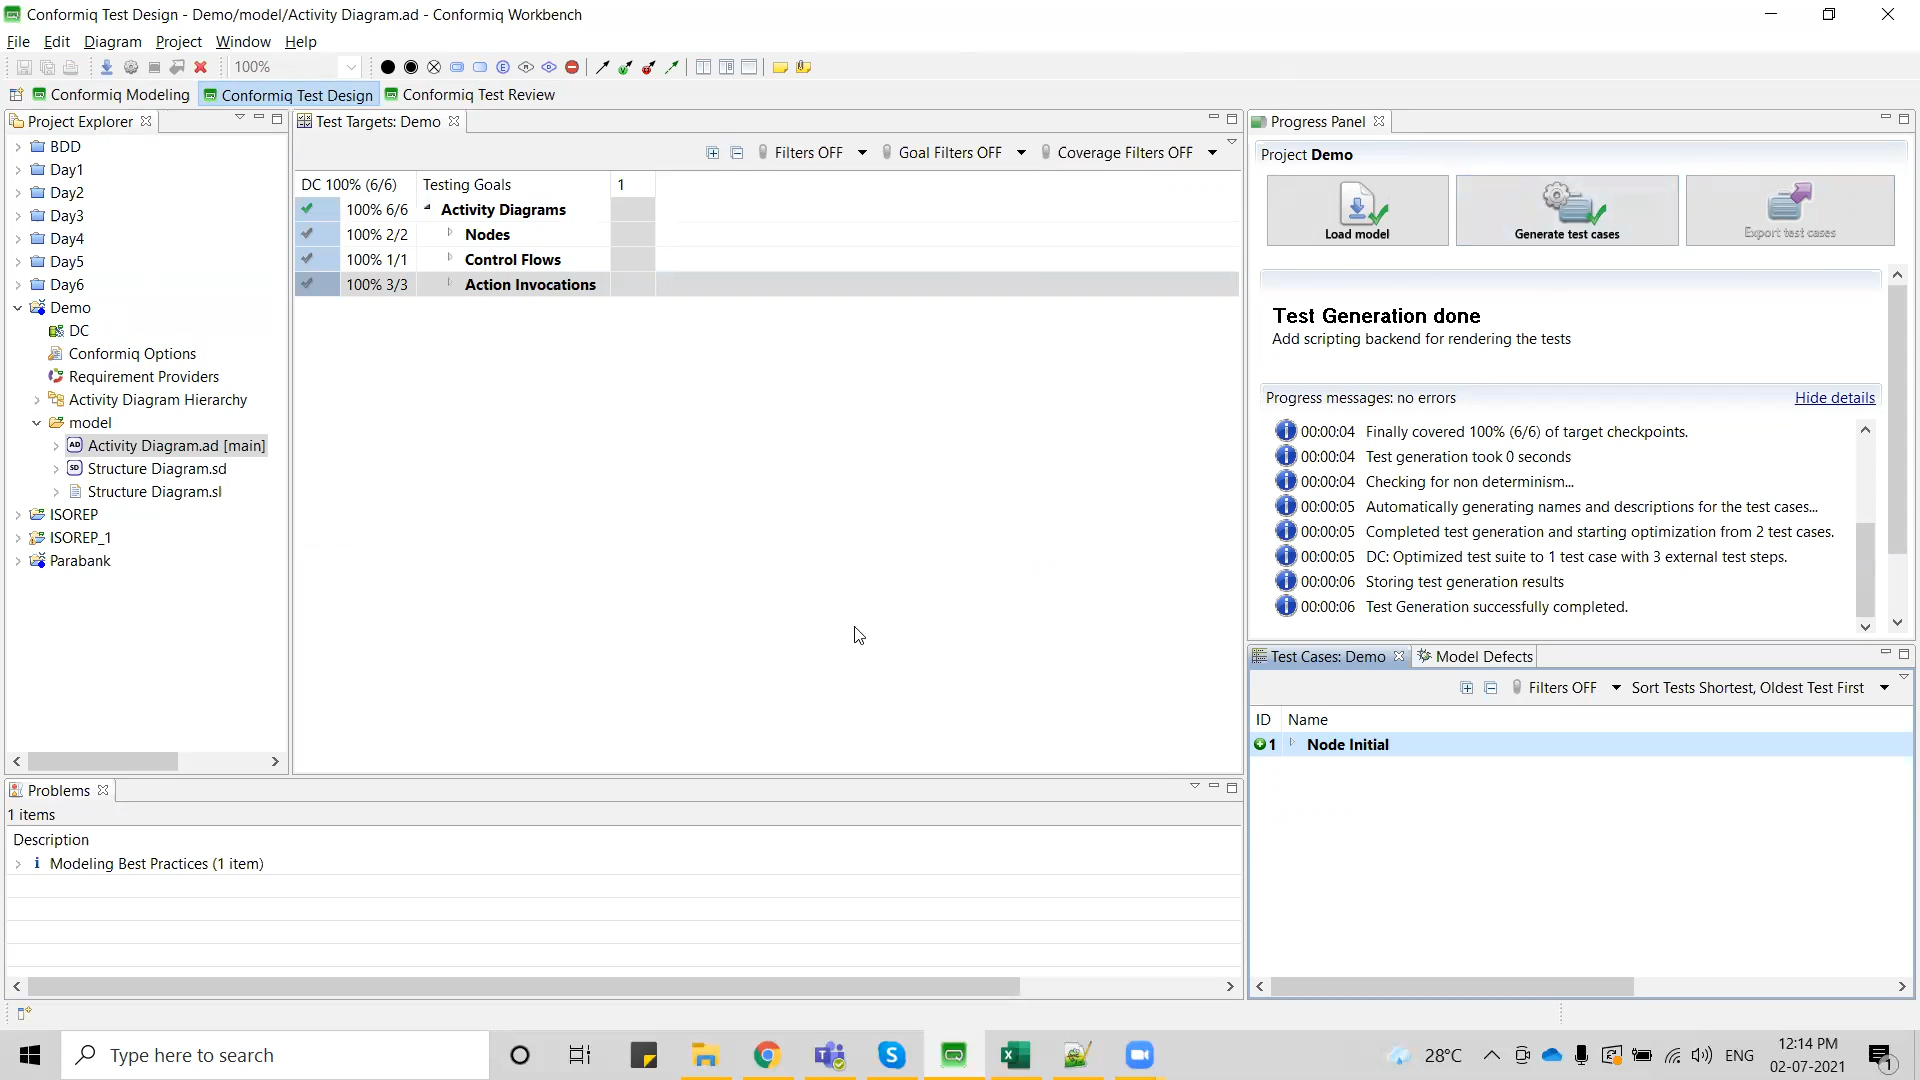 Conformiq Test Design - Demo/model/Activity Diagram.ad - Conformiq Workbench
File Edit Diagram Project Window Help
100%
Conformiq Modeling Conformiq Test Design Conformiq Test Review
Project Explorer
BDD
Day1
Day2
Day3
Day4
Day5
Day6
Demo
DC
Conformiq Options
Requirement Providers
Activity Diagram Hierarchy
model
AD Activity Diagram.ad [main]
SD Structure Diagram.sd
Structure Diagram.sl
ISOREP
ISOREP_1
Parabank
Test Targets: Demo
Filters OFF Goal Filters OFF Coverage Filters OFF
DC 100% (6/6) Testing Goals 1
100% 6/6 Activity Diagrams
100% 2/2 Nodes
100% 1/1 Control Flows
100% 3/3 Action Invocations
Progress Panel
Project Demo
Load model Generate test cases Export test cases
Test Generation done
Add scripting backend for rendering the tests
Progress messages: no errors Hide details
00:00:04 Finally covered 100% (6/6) of target checkpoints.
00:00:04 Test generation took 0 seconds
00:00:04 Checking for non determinism...
00:00:05 Automatically generating names and descriptions for the test cases...
00:00:05 Completed test generation and starting optimization from 2 test cases.
00:00:05 DC: Optimized test suite to 1 test case with 3 external test steps.
00:00:06 Storing test generation results
00:00:06 Test Generation successfully completed.
Test Cases: Demo Model Defects
Filters OFF Sort Tests Shortest, Oldest Test First
ID Name
1 Node Initial
Problems
1 items
Description
Modeling Best Practices (1 item)
Type here to search
28°C ENG
12:14 PM
02-07-2021
1